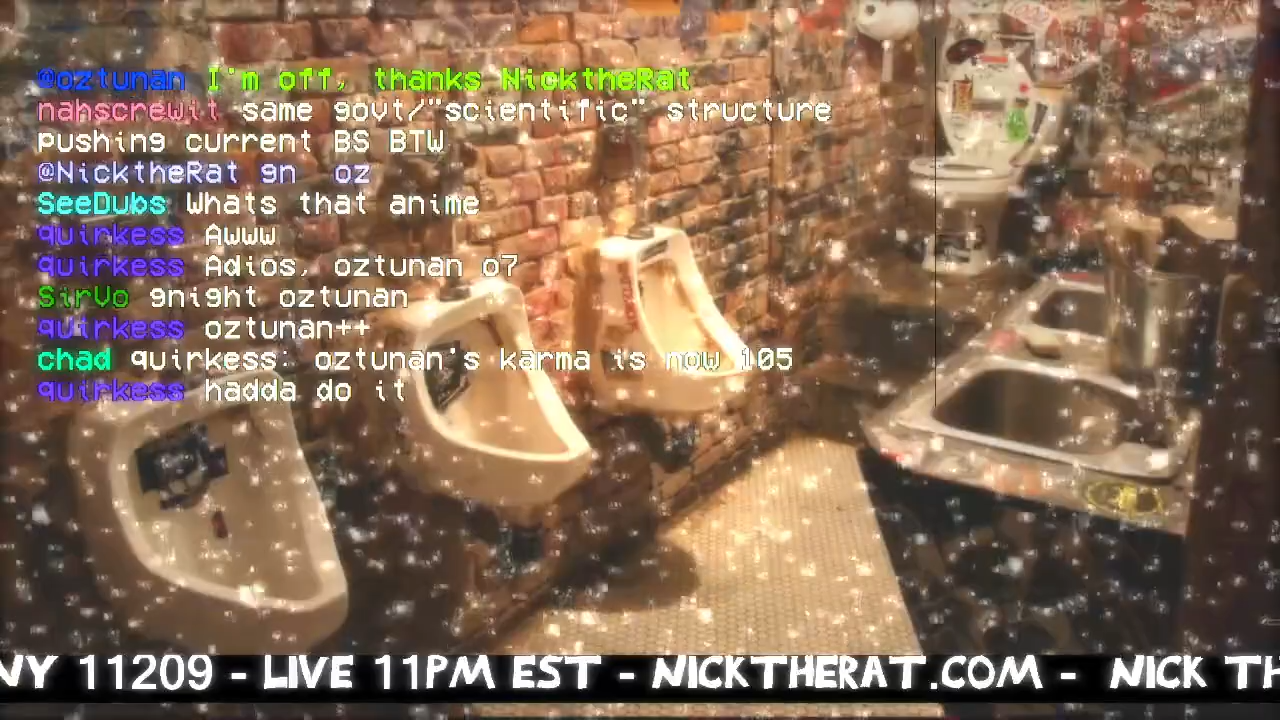 @oztunan I'm off, thanks NicktheRat
nahscrewit same govt/"scientific" structure
pushing current BS BTW
@NicktheRat gn oz
SeeDubs Whats that anime
quirkess Awww
quirkess Adios, oztunan o7
SirVo gnight oztunan
quirkess oztunan++
chad quirkess: oztunan's karma is now 105
quirkess hadda do it
NY 11209 - LIVE 11PM EST - NICKTHERAT.COM - NICK TH